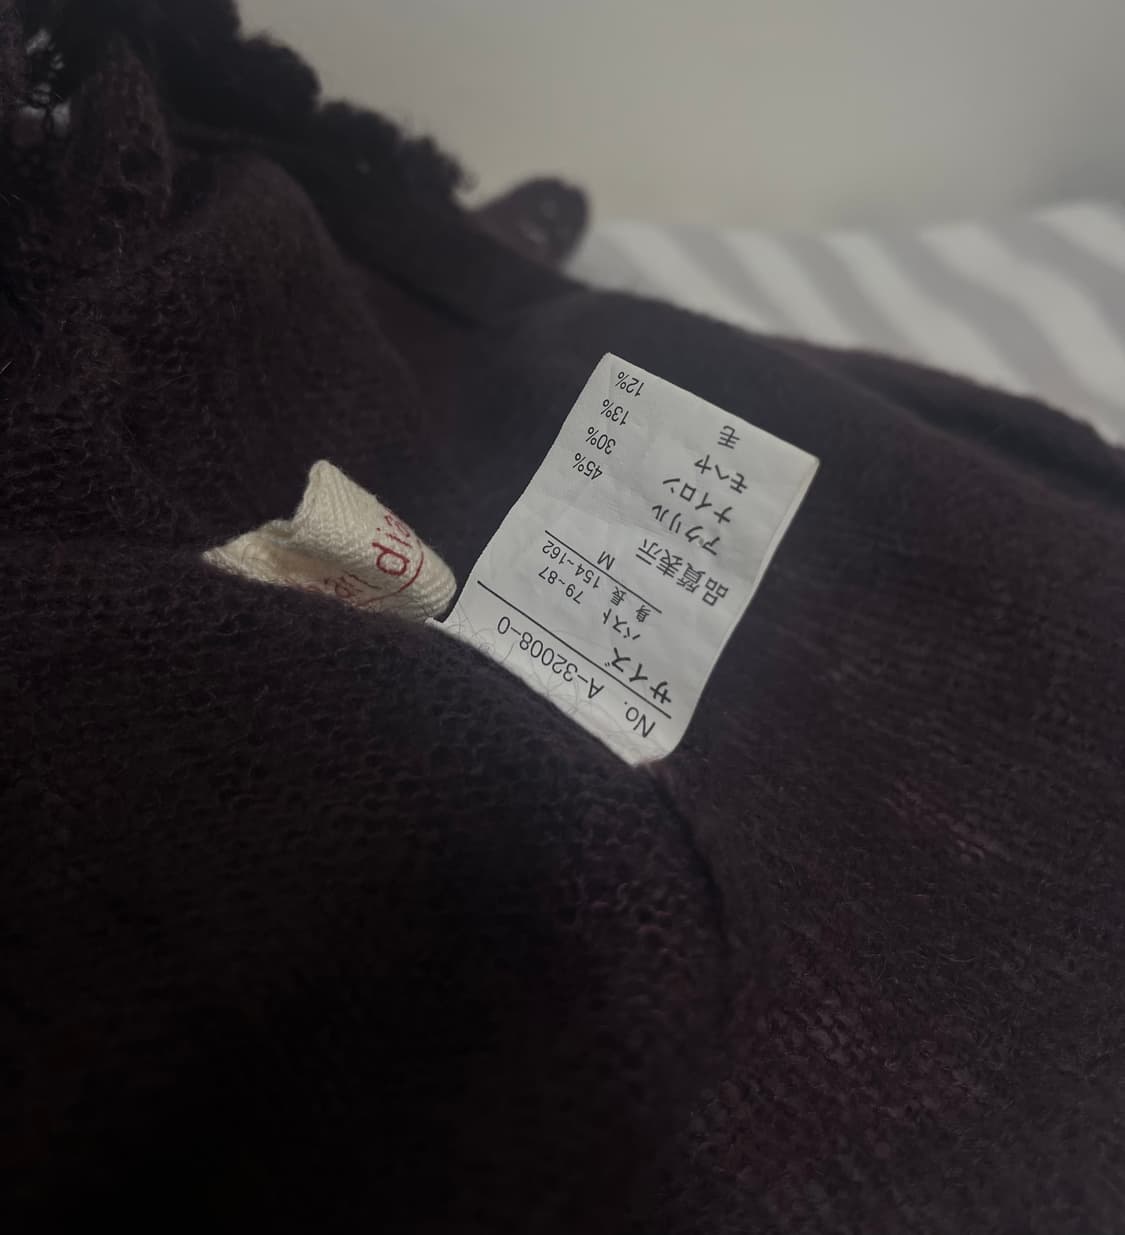 No. A-32008-0
サイズ
バスト 79~87
身長 154~162
M
品質表示
アクリル 45%
ナイロン 30%
モヘヤ 13%
毛 12%